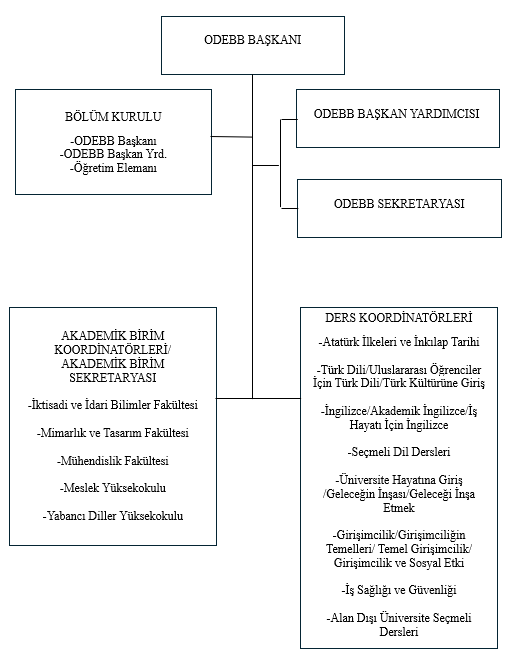 ODEBB BAŞKANI
BÖLÜM KURULU
-ODEBB Başkanı
-ODEBB Başkan Yrd.
-Öğretim Elemanı
ODEBB BAŞKAN YARDIMCISI
ODEBB SEKRETARYASI
AKADEMİK BİRİM
KOORDİNATÖRLERİ/
AKADEMİK BİRİM
SEKRETARYASI
-İktisadi ve İdari Bilimler Fakültesi
-Mimarlık ve Tasarım Fakültesi
-Mühendislik Fakültesi
-Meslek Yüksekokulu
-Yabancı Diller Yüksekokulu
DERS KOORDİNATÖRLERİ
-Atatürk İlkeleri ve İnkılap Tarihi
-Türk Dili/Uluslararası Öğrenciler
İçin Türk Dili/Türk Kültürüne Giriş
-İngilizce/Akademik İngilizce/İş
Hayatı İçin İngilizce
-Seçmeli Dil Dersleri
-Üniversite Hayatına Giriş
/Geleceğin İnşası/Geleceği İnşa
Etmek
-Girişimcilik/Girişimciliğin
Temelleri/ Temel Girişimcilik/
Girişimcilik ve Sosyal Etki
-İş Sağlığı ve Güvenliği
-Alan Dışı Üniversite Seçmeli
Dersleri